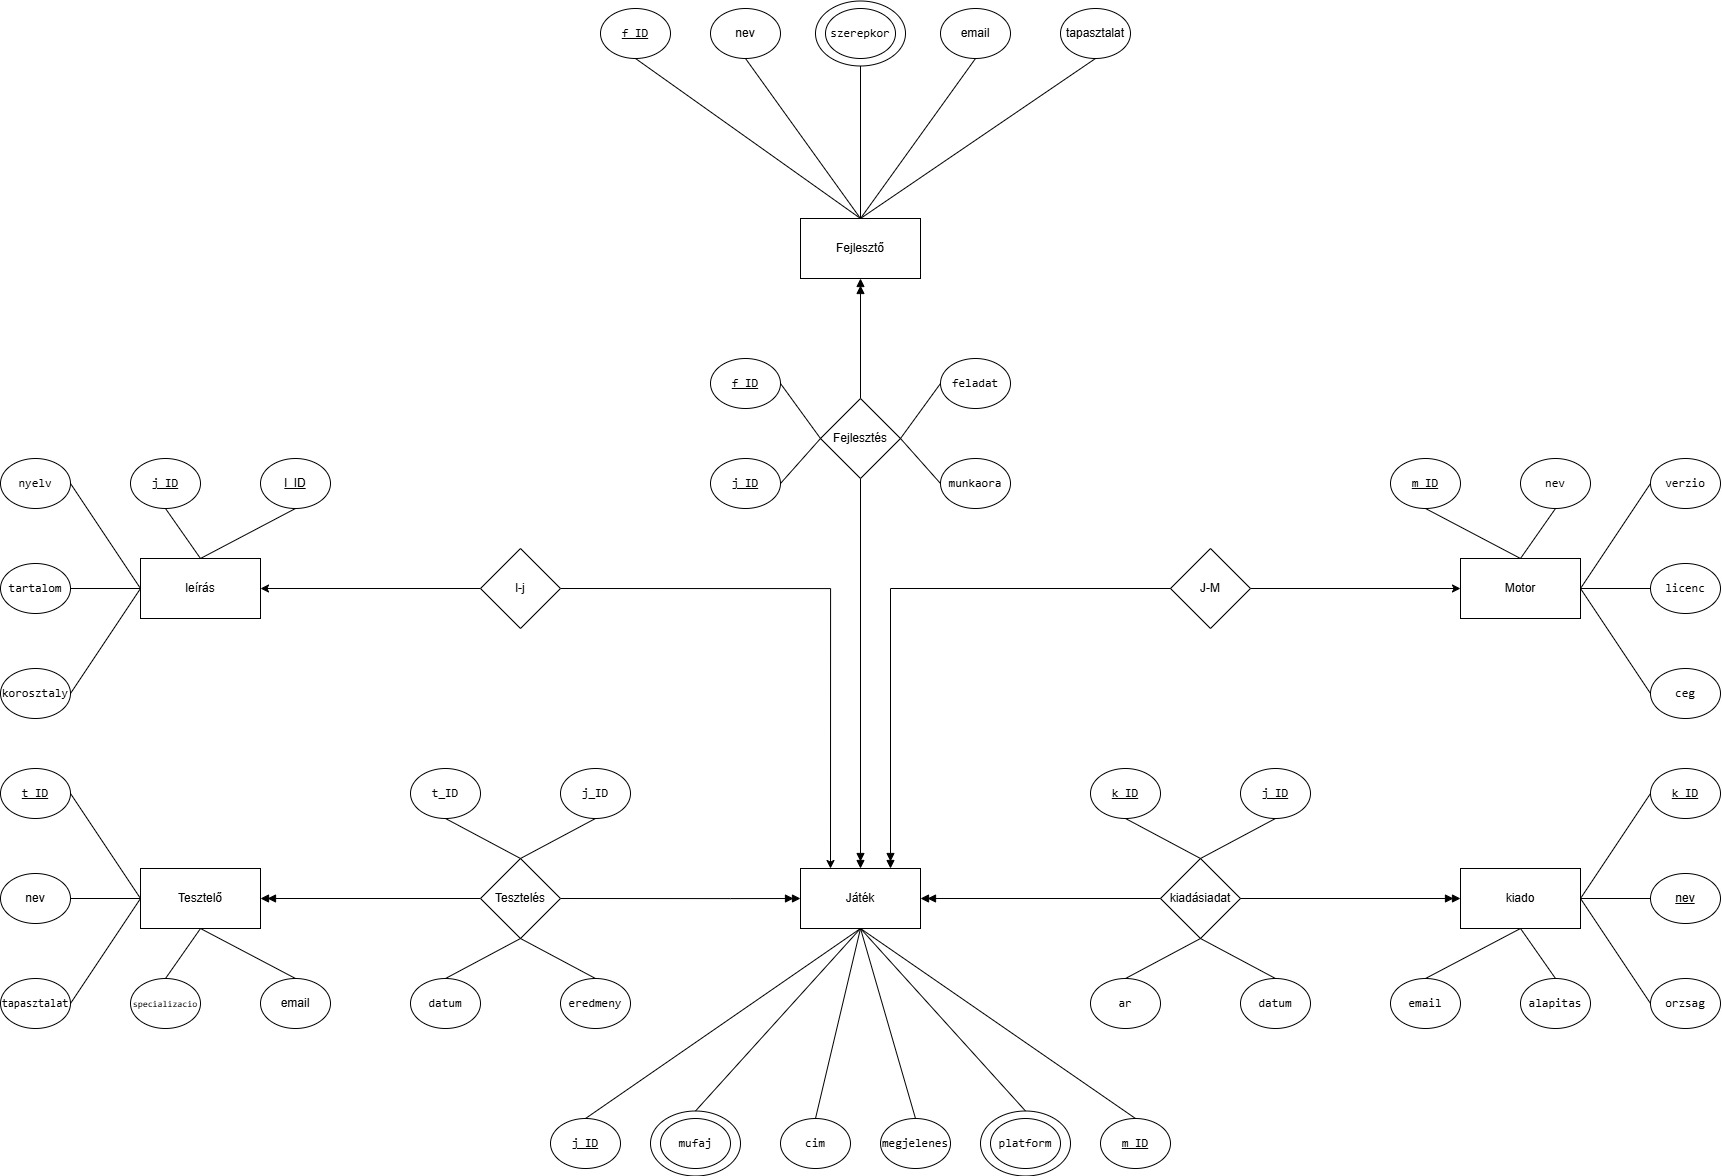 f_ID
nev
szerepkor
email
tapasztalat
Fejlesztő
f_ID
feladat
Fejlesztés
j_ID
munkaora
nyelv
j_ID
l_ID
m_ID
nev
verzio
tartalom
leírás
l-j
J-M
Motor
licenc
korosztaly
ceg
t_ID
t_ID
j_ID
k_ID
j_ID
k_ID
nev
Tesztelő
Tesztelés
Játék
kiadásiadat
kiado
nev
tapasztalat
specializacio
email
datum
eredmeny
ar
datum
email
alapitas
orzsag
j_ID
mufaj
cim
megjelenes
platform
m_ID